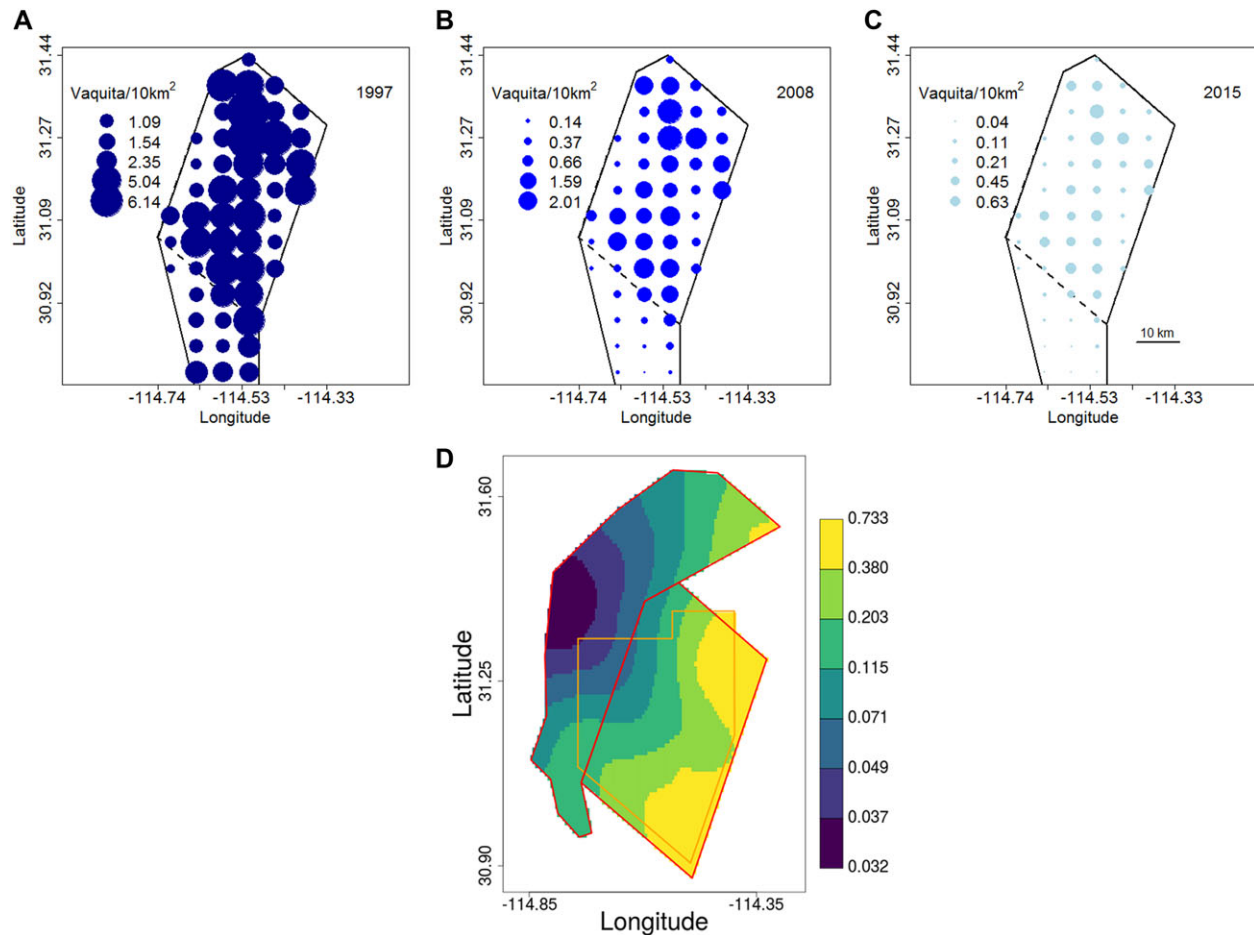 A
31.44
31.27
31.09
30.92
Latitude
Vaquita/10km²
1997
1.09
1.54
2.35
5.04
6.14
-114.74 -114.53 -114.33
Longitude
B
31.44
31.27
31.09
30.92
Latitude
Vaquita/10km²
2008
0.14
0.37
0.66
1.59
2.01
-114.74 -114.53 -114.33
Longitude
C
31.44
31.27
31.09
30.92
Latitude
Vaquita/10km²
2015
0.04
0.11
0.21
0.45
0.63
10 km
-114.74 -114.53 -114.33
Longitude
D
31.60
31.25
30.90
Latitude
0.733
0.380
0.203
0.115
0.071
0.049
0.037
0.032
-114.85 -114.35
Longitude